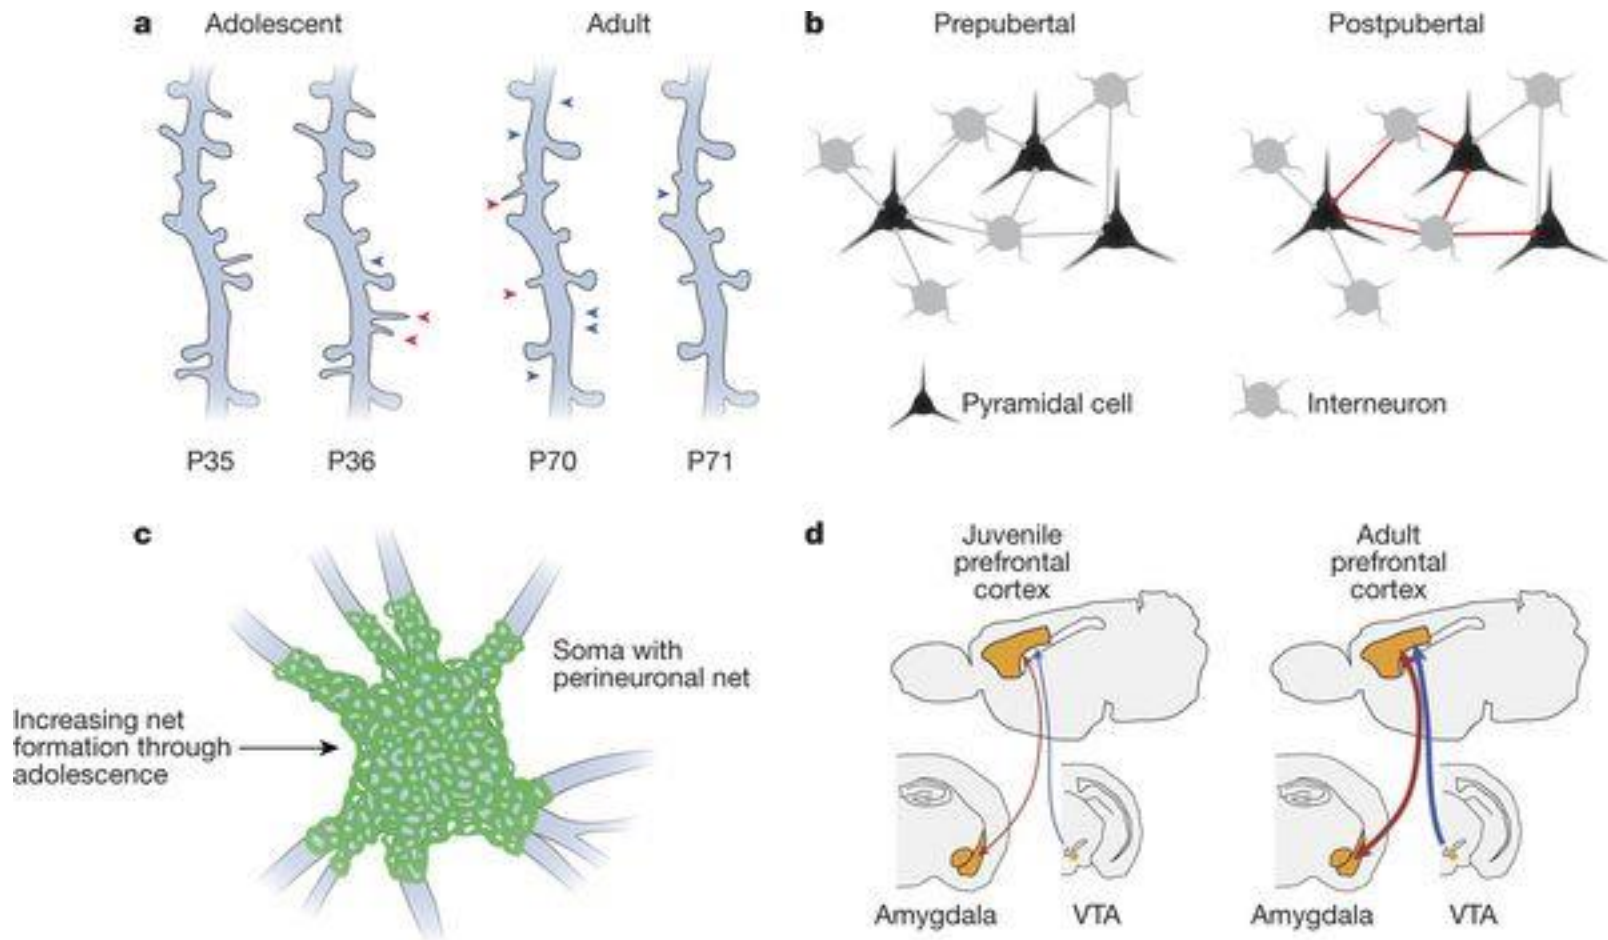 a
Adolescent
Adult
P35
P36
P70
P71
b
Prepubertal
Postpubertal
Pyramidal cell
Interneuron
c
Soma with
perineuronal net
Increasing net
formation through
adolescence
d
Juvenile
prefrontal
cortex
Adult
prefrontal
cortex
Amygdala
VTA
Amygdala
VTA